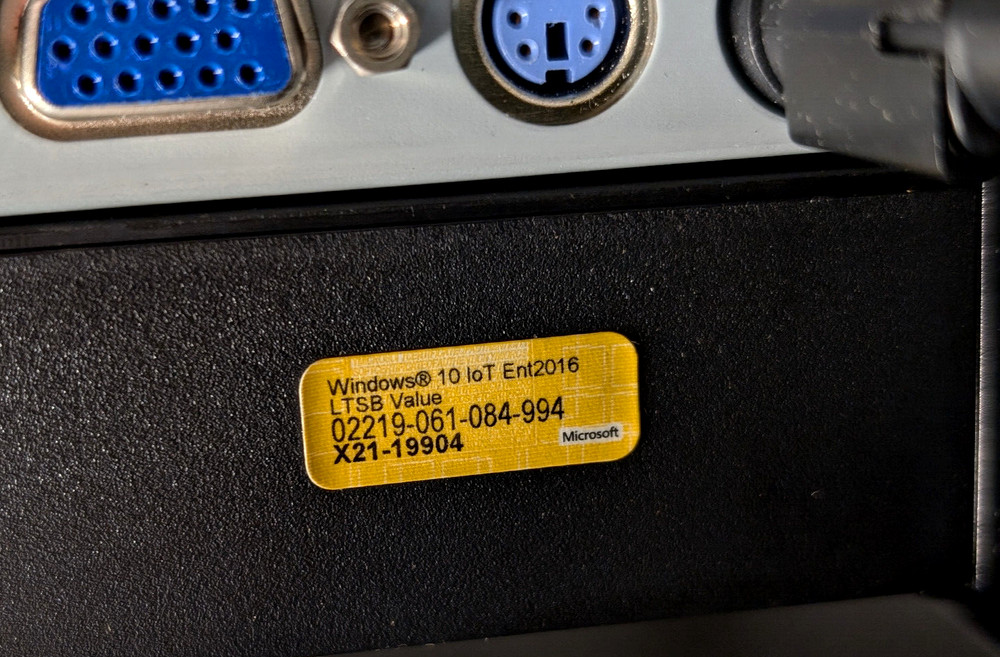 Windows® 10 IoT Ent2016
LTSB Value
02219-061-084-994
X21-19904
Microsoft